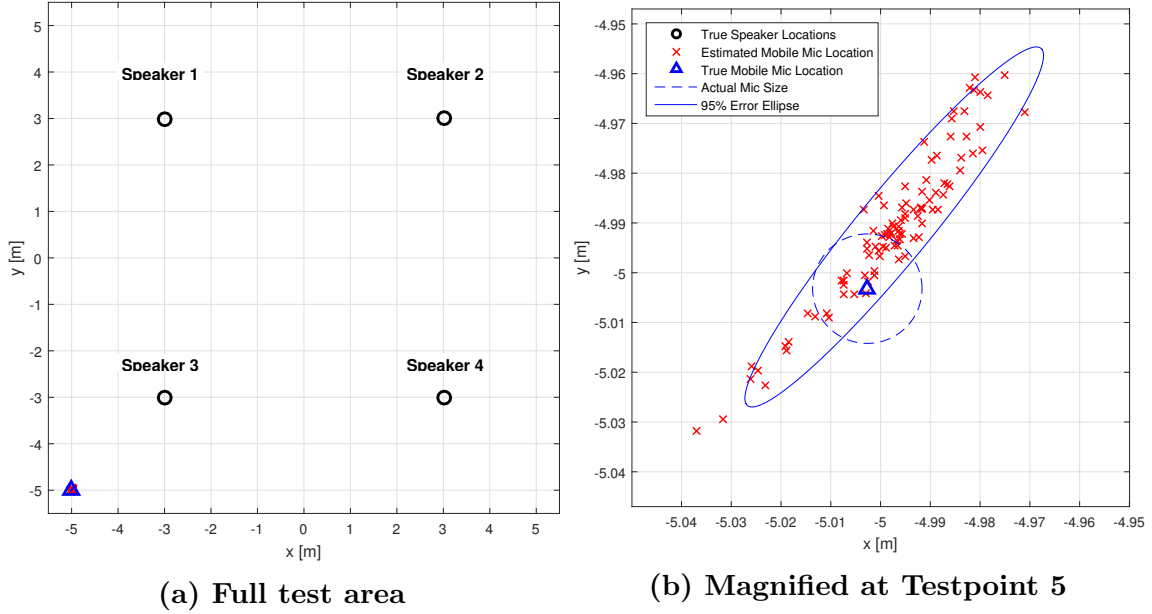 5
4
3
2
1
0
-1
-2
-3
-4
-5
y [m]
Speaker 1
Speaker 2
Speaker 3
Speaker 4
-5 -4 -3 -2 -1 0 1 2 3 4 5
x [m]
(a) Full test area
-4.95
-4.96
-4.97
-4.98
-4.99
-5
-5.01
-5.02
-5.03
-5.04
y [m]
True Speaker Locations
Estimated Mobile Mic Location
True Mobile Mic Location
Actual Mic Size
95% Error Ellipse
-5.04 -5.03 -5.02 -5.01 -5 -4.99 -4.98 -4.97 -4.96 -4.95
x [m]
(b) Magnified at Testpoint 5